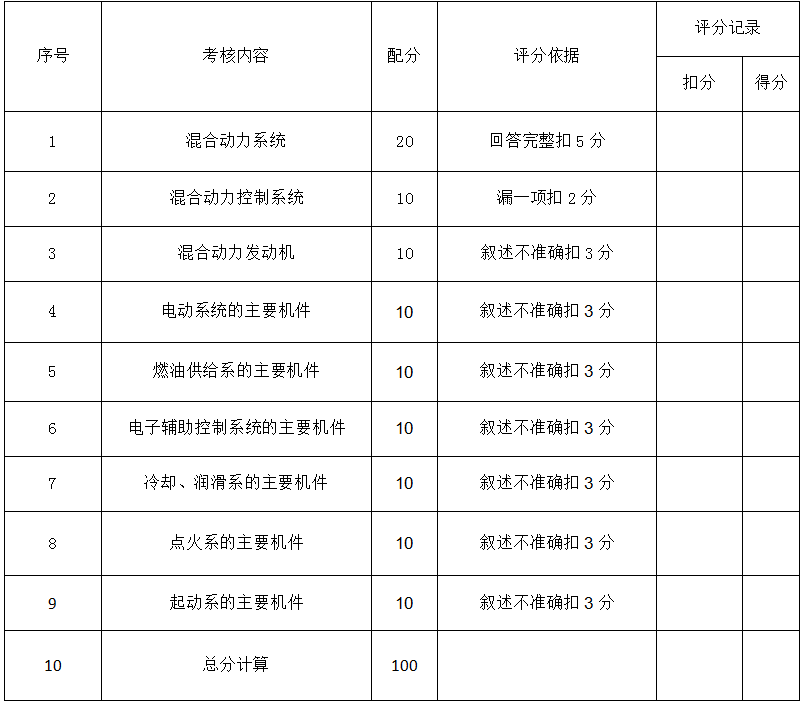 序号 考核内容 配分 评分依据 评分记录
扣分 得分
1 混合动力系统 20 回答完整扣 5 分
2 混合动力控制系统 10 漏一项扣 2 分
3 混合动力发动机 10 叙述不准确扣 3 分
4 电动系统的主要机件 10 叙述不准确扣 3 分
5 燃油供给系的主要机件 10 叙述不准确扣 3 分
6 电子辅助控制系统的主要机件 10 叙述不准确扣 3 分
7 冷却、润滑系的主要机件 10 叙述不准确扣 3 分
8 点火系的主要机件 10 叙述不准确扣 3 分
9 起动系的主要机件 10 叙述不准确扣 3 分
10 总分计算 100